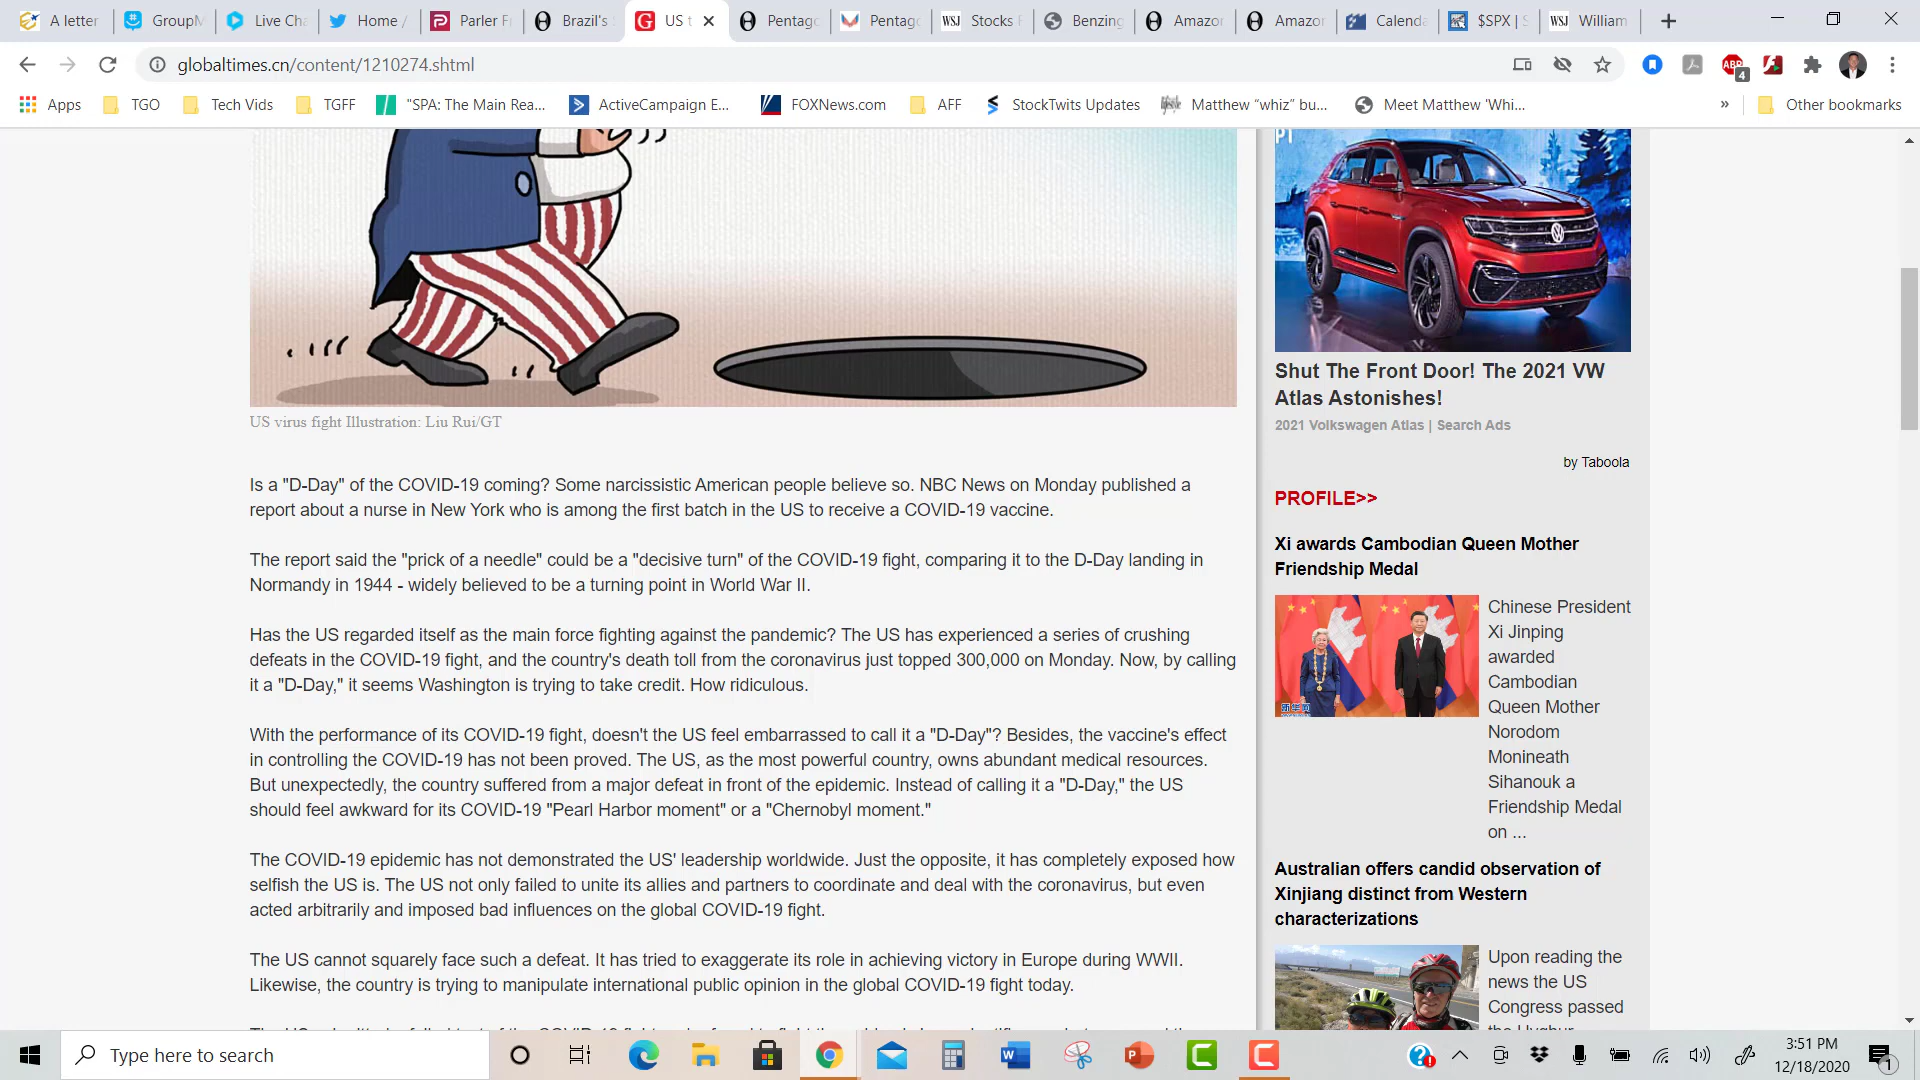 A letter
GroupM
Live Cha
Home /
Parler F
Brazil's
US t
Pentago
Pentago
WSJ Stocks
Benzing
Amazon
Amazon
Calenda
$SPX | S
WSJ William
globaltimes.cn/content/1210274.shtml
ABP 4
Apps
TGO
Tech Vids
TGFF
"SPA: The Main Rea...
ActiveCampaign E...
FOXNews.com
AFF
StockTwits Updates
Matthew “whiz” bu...
Meet Matthew 'Whi...
»
Other bookmarks
US virus fight Illustration: Liu Rui/GT
Is a "D-Day" of the COVID-19 coming? Some narcissistic American people believe so. NBC News on Monday published a
report about a nurse in New York who is among the first batch in the US to receive a COVID-19 vaccine.
The report said the "prick of a needle" could be a "decisive turn" of the COVID-19 fight, comparing it to the D-Day landing in
Normandy in 1944 - widely believed to be a turning point in World War II.
Has the US regarded itself as the main force fighting against the pandemic? The US has experienced a series of crushing
defeats in the COVID-19 fight, and the country's death toll from the coronavirus just topped 300,000 on Monday. Now, by calling
it a "D-Day," it seems Washington is trying to take credit. How ridiculous.
With the performance of its COVID-19 fight, doesn't the US feel embarrassed to call it a "D-Day"? Besides, the vaccine's effect
in controlling the COVID-19 has not been proved. The US, as the most powerful country, owns abundant medical resources.
But unexpectedly, the country suffered from a major defeat in front of the epidemic. Instead of calling it a "D-Day," the US
should feel awkward for its COVID-19 "Pearl Harbor moment" or a "Chernobyl moment."
The COVID-19 epidemic has not demonstrated the US' leadership worldwide. Just the opposite, it has completely exposed how
selfish the US is. The US not only failed to unite its allies and partners to coordinate and deal with the coronavirus, but even
acted arbitrarily and imposed bad influences on the global COVID-19 fight.
The US cannot squarely face such a defeat. It has tried to exaggerate its role in achieving victory in Europe during WWII.
Likewise, the country is trying to manipulate international public opinion in the global COVID-19 fight today.
Shut The Front Door! The 2021 VW
Atlas Astonishes!
2021 Volkswagen Atlas | Search Ads
by Taboola
PROFILE>>
Xi awards Cambodian Queen Mother
Friendship Medal
新华网
Chinese President
Xi Jinping
awarded
Cambodian
Queen Mother
Norodom
Monineath
Sihanouk a
Friendship Medal
on ...
Australian offers candid observation of
Xinjiang distinct from Western
characterizations
Upon reading the
news the US
Congress passed
the Uyghur
Type here to search
3:51 PM
12/18/2020
1